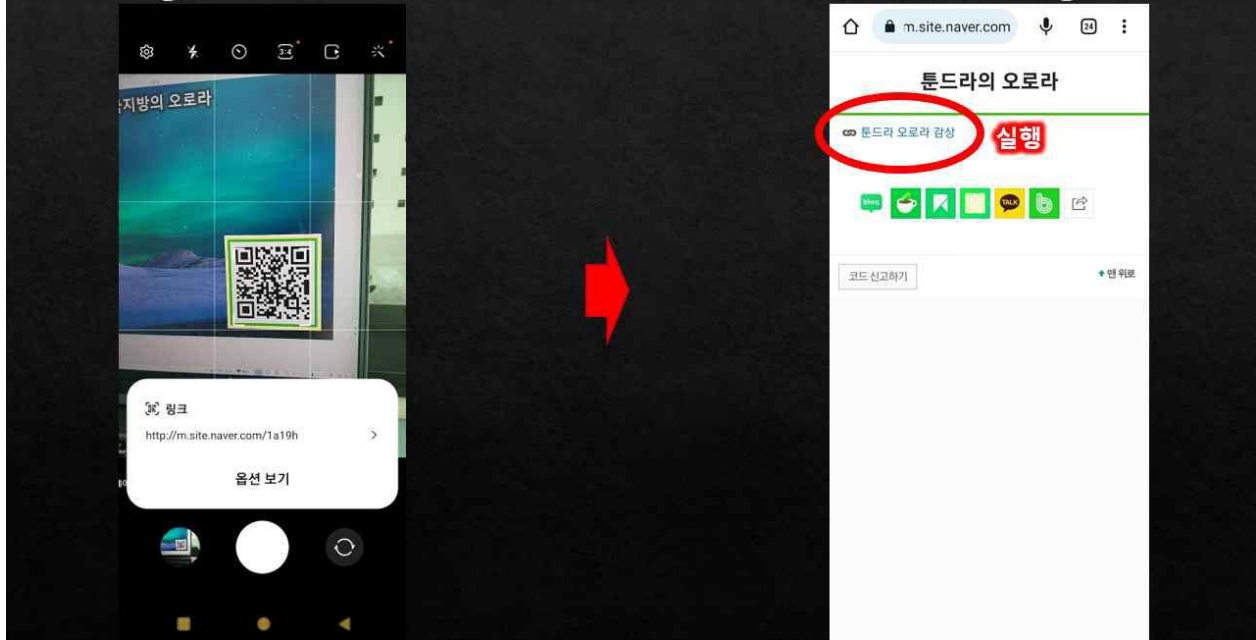 3:4
지방의 오로라
링크
http://m.site.naver.com/1a19h
옵션 보기
m.site.naver.com
24
툰드라의 오로라
툰드라 오로라 감상
실행
blog
TALK
b
코드 신고하기
맨 위로